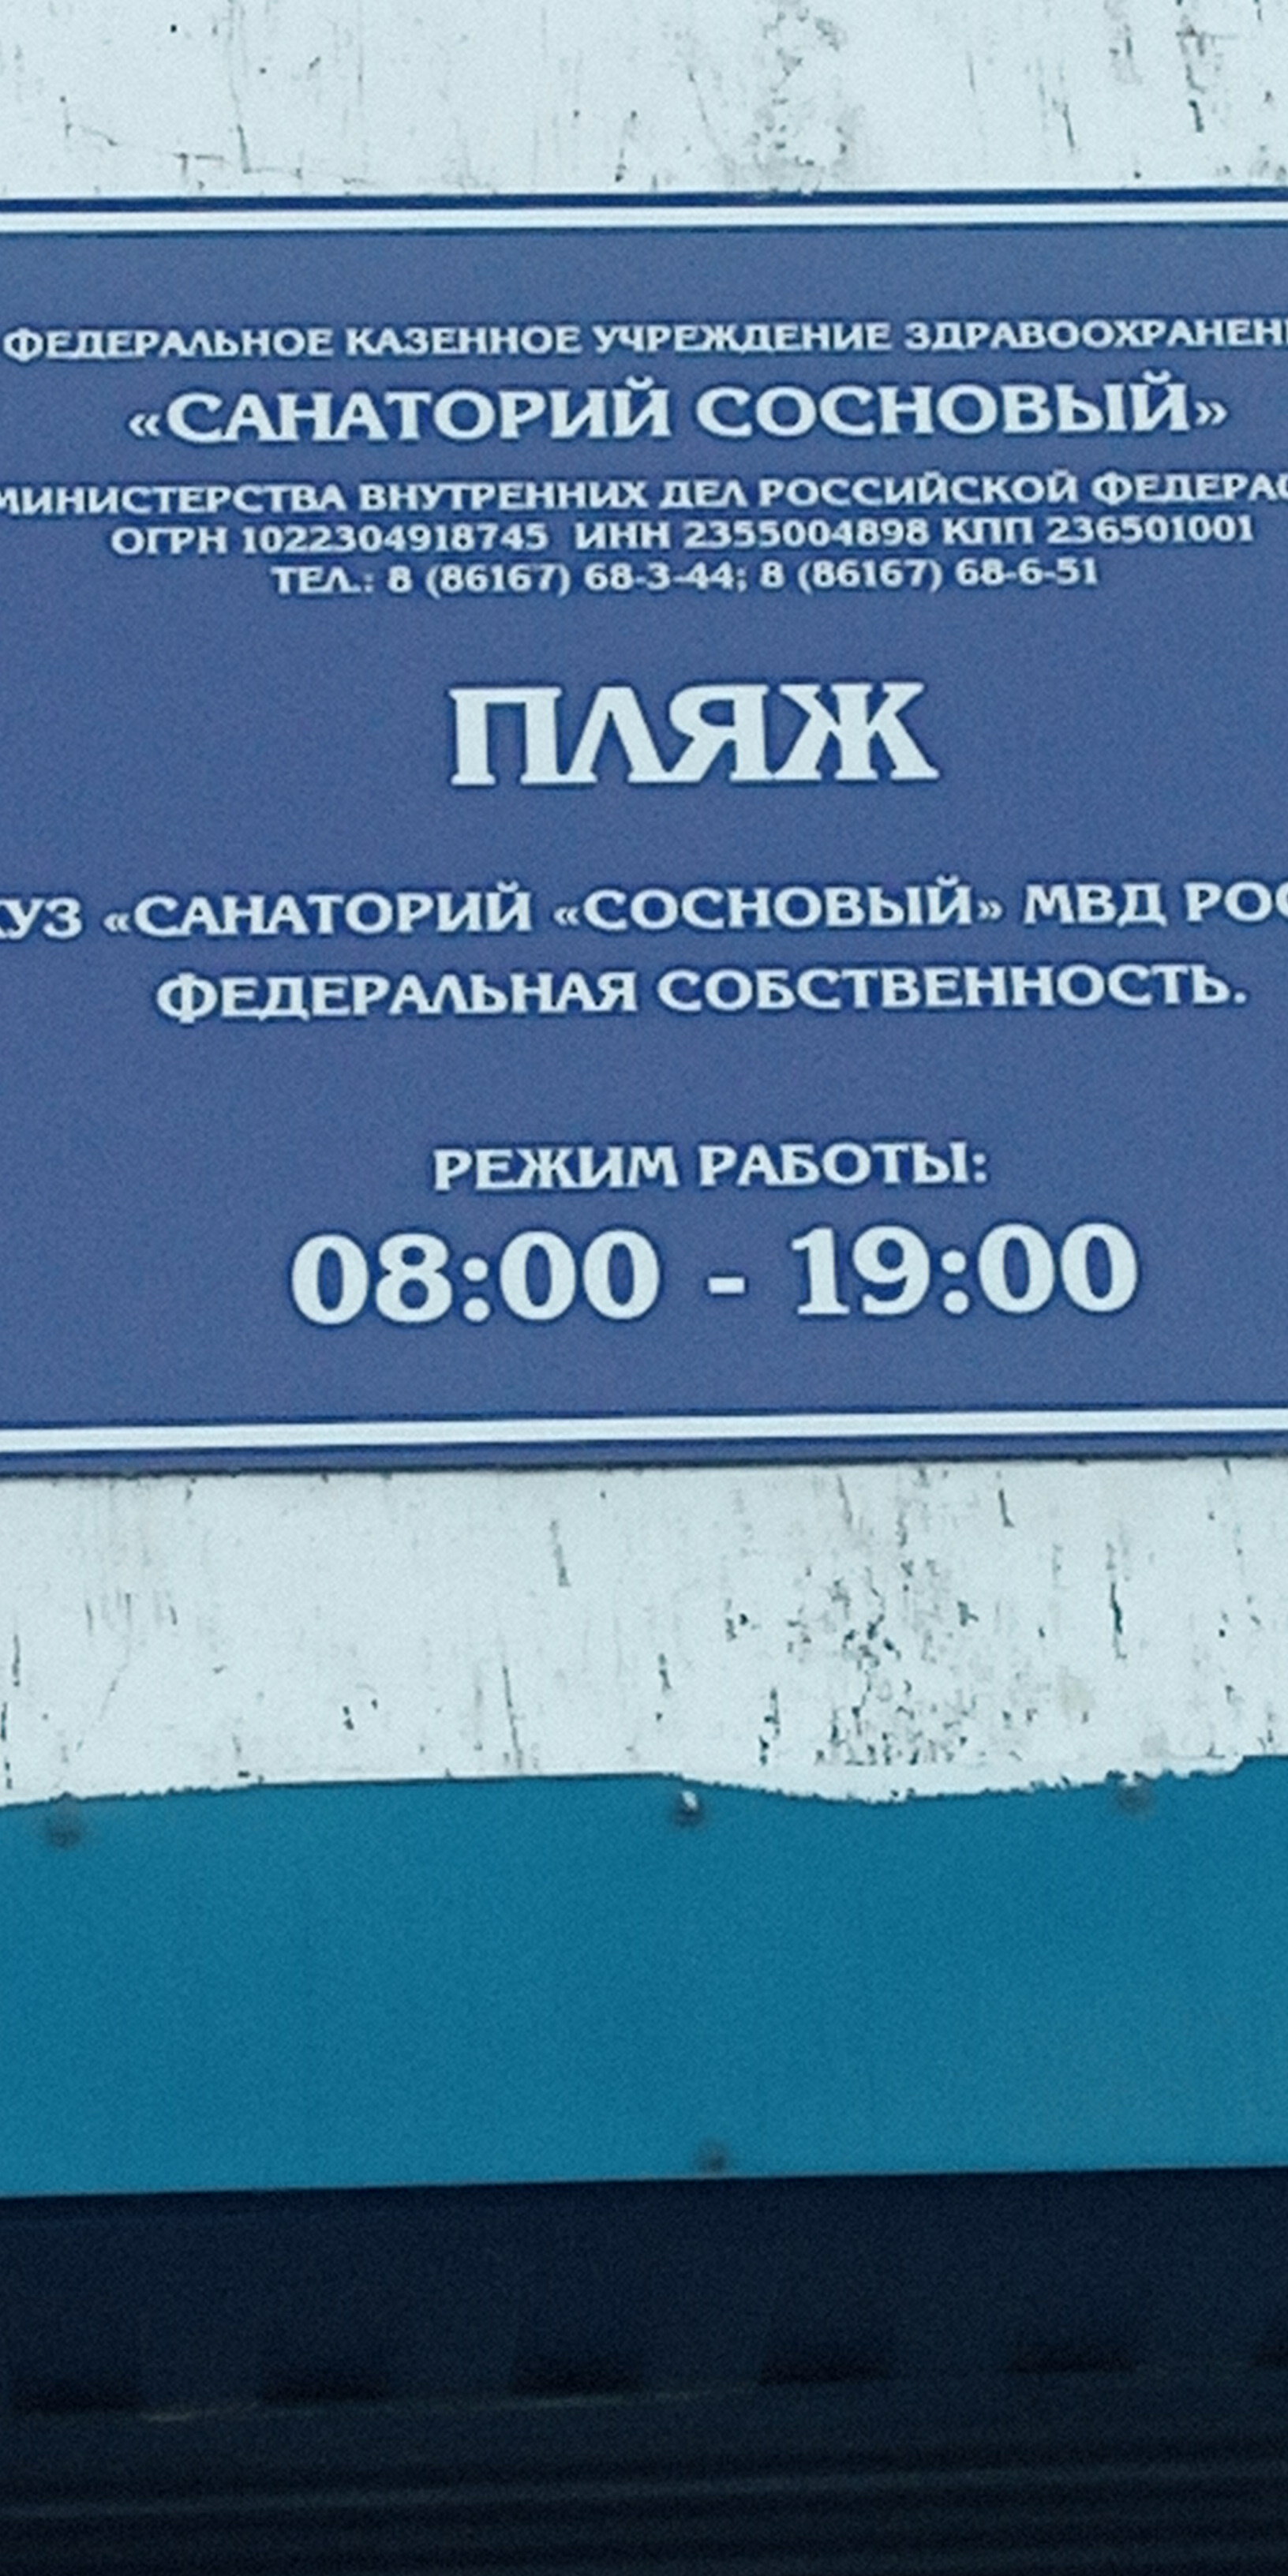 ФЕДЕРАЛЬНОЕ КАЗЕННОЕ УЧРЕЖДЕНИЕ ЗДРАВООХРАНЕН
«САНАТОРИЙ СОСНОВЫЙ»
МИНИСТЕРСТВА ВНУТРЕННИХ ДЕЛ РОССИЙСКОЙ ФЕДЕРАЦ
ОГРН 1022304918745 ИНН 2355004898 КПП 236501001
ТЕЛ.: 8 (86167) 68-3-44; 8 (86167) 68-6-51
ПЛЯЖ
КУЗ «САНАТОРИЙ «СОСНОВЫЙ» МВД РОС
ФЕДЕРАЛЬНАЯ СОБСТВЕННОСТЬ.
РЕЖИМ РАБОТЫ:
08:00 - 19:00